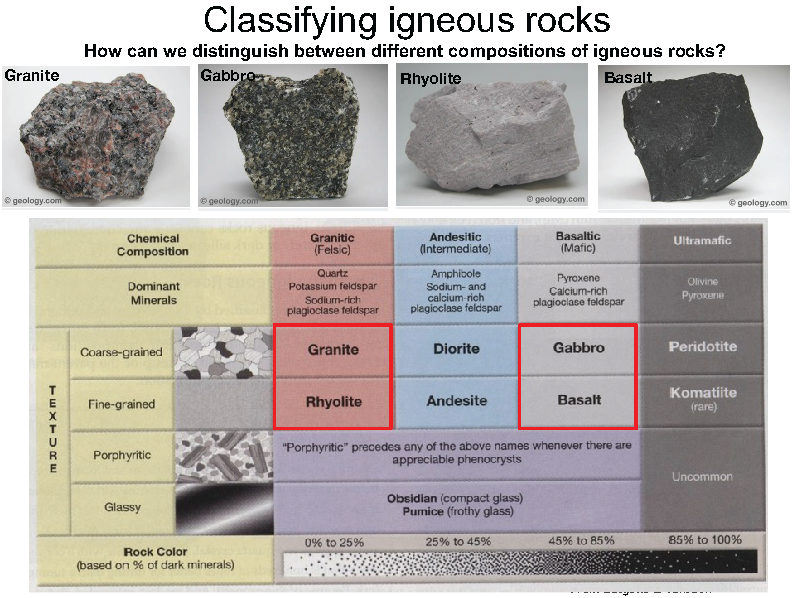 Classifying igneous rocks
How can we distinguish between different compositions of igneous rocks?
Granite
Gabbro
Rhyolite
Basalt
© geology.com
© geology.com
© geology.com
© geology.com
Chemical
Composition
Granitic
(Felsic)
Andesitic
(Intermediate)
Basaltic
(Mafic)
Ultramafic
Dominant
Minerals
Quartz
Potassium feldspar
Sodium-rich
plagioclase feldspar
Amphibole
Sodium- and
calcium-rich
plagioclase feldspar
Pyroxene
Calcium-rich
plagioclase feldspar
Olivine
Pyroxene
TEXTURE
Coarse-grained
Granite
Diorite
Gabbro
Peridotite
Fine-grained
Rhyolite
Andesite
Basalt
Komatiite
(rare)
Porphyritic
"Porphyritic" precedes any of the above names whenever there are
appreciable phenocrysts
Uncommon
Glassy
Obsidian (compact glass)
Pumice (frothy glass)
Rock Color
(based on % of dark minerals)
0% to 25%
25% to 45%
45% to 85%
85% to 100%